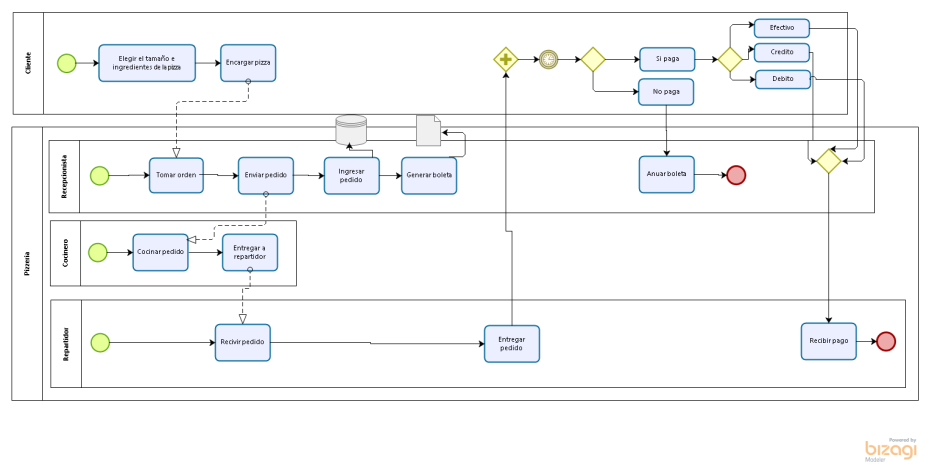 Cliente
Elegir el tamaño e
ingredientes de la pizza
Encargar pizza
Si paga
No paga
Efectivo
Credito
Debito
Pizzeria
Recepcionista
Tomar orden
Enviar pedido
Ingresar
pedido
Generar boleta
Anuar boleta
Cocinero
Cocinar pedido
Entregar a
repartidor
Repartidor
Recivir pedido
Entregar
pedido
Recibir pago
Powered by
bizagi
Modeler